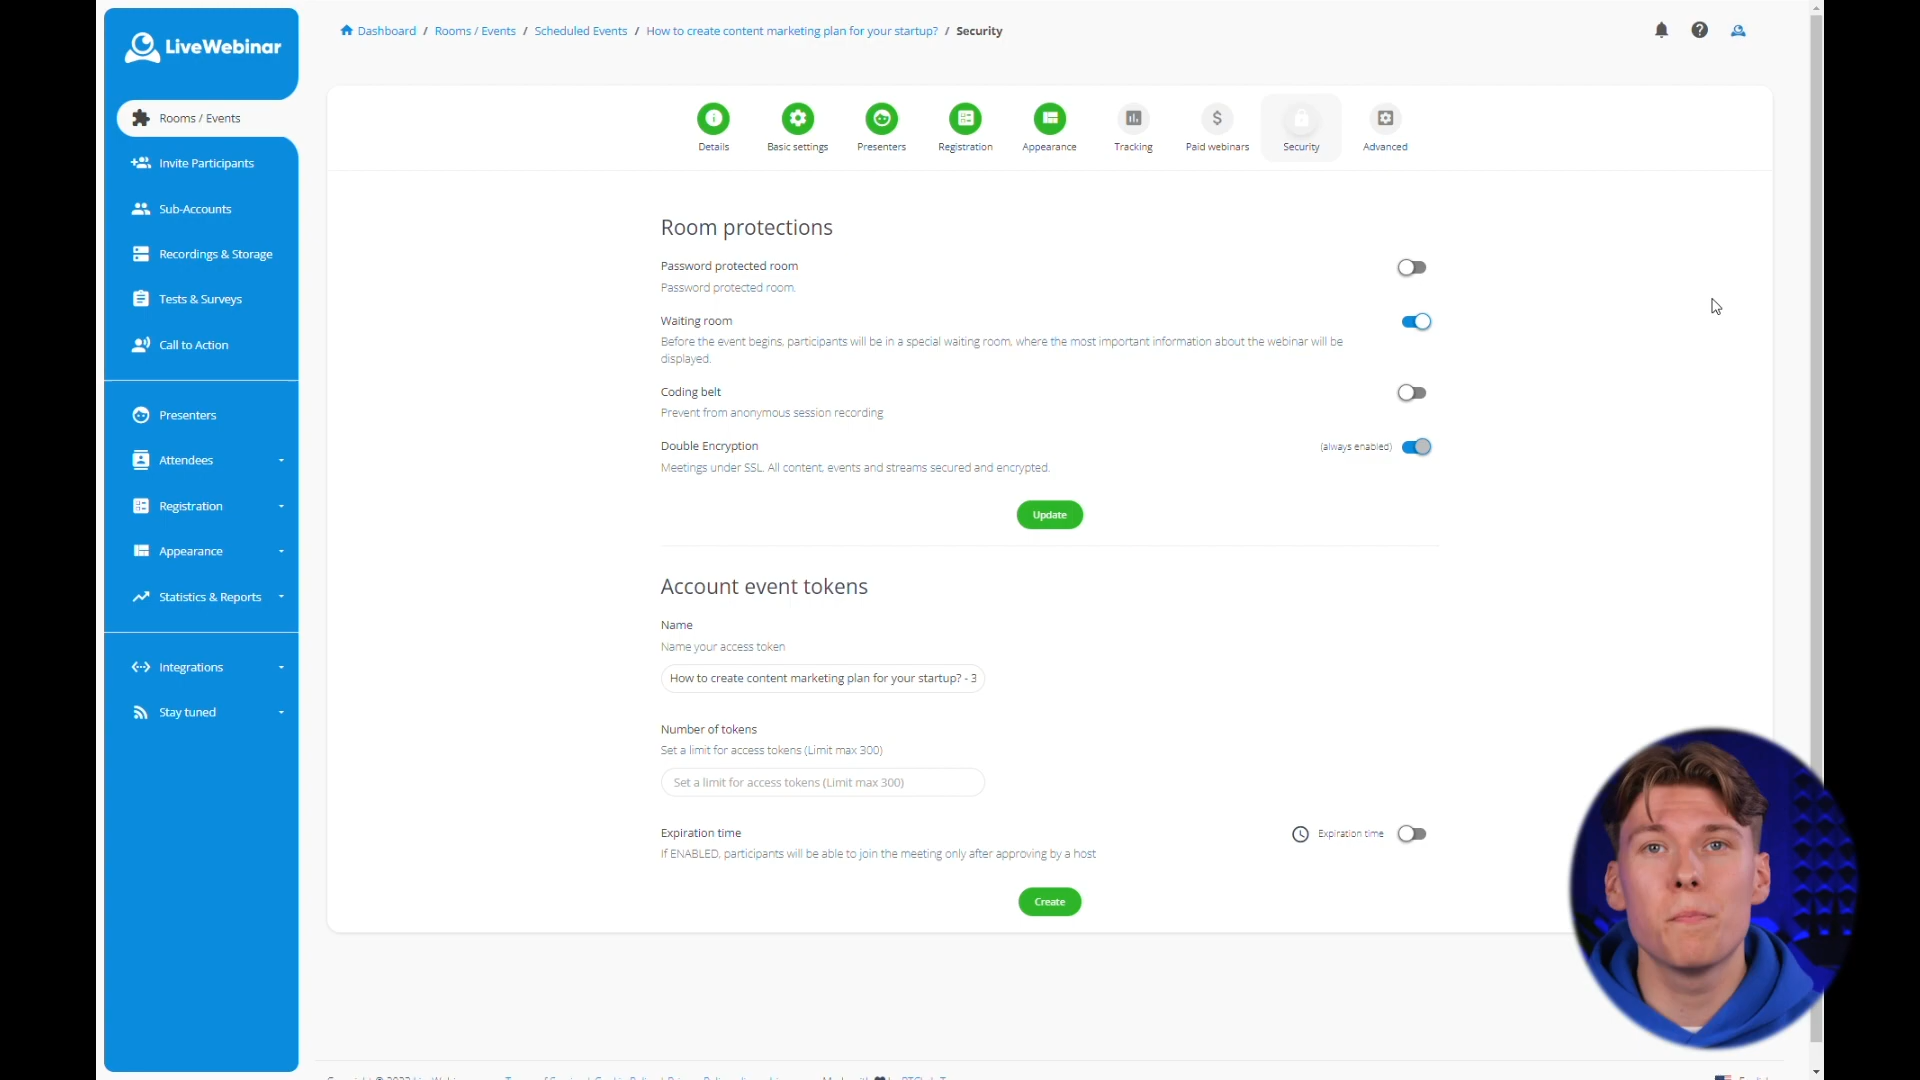 LiveWebinar
Dashboard / Rooms / Events / Scheduled Events / How to create content marketing plan for your startup? / Security
Rooms / Events
Invite Participants
Sub-Accounts
Recordings & Storage
Tests & Surveys
Call to Action
Presenters
Attendees
Registration
Appearance
Statistics & Reports
Integrations
Stay tuned
Details
Basic settings
Presenters
Registration
Appearance
Tracking
Paid webinars
Security
Advanced
Room protections
Password protected room
Password protected room.
Waiting room
Before the event begins, participants will be in a special waiting room, where the most important information about the webinar will be
displayed.
Coding belt
Prevent from anonymous session recording
Double Encryption
(always enabled)
Meetings under SSL. All content, events and streams secured and encrypted.
Update
Account event tokens
Name
Name your access token
How to create content marketing plan for your startup? - 3
Number of tokens
Set a limit for access tokens (Limit max 300)
Set a limit for access tokens (Limit max 300)
Expiration time
Expiration time
If ENABLED, participants will be able to join the meeting only after approving by a host
Create